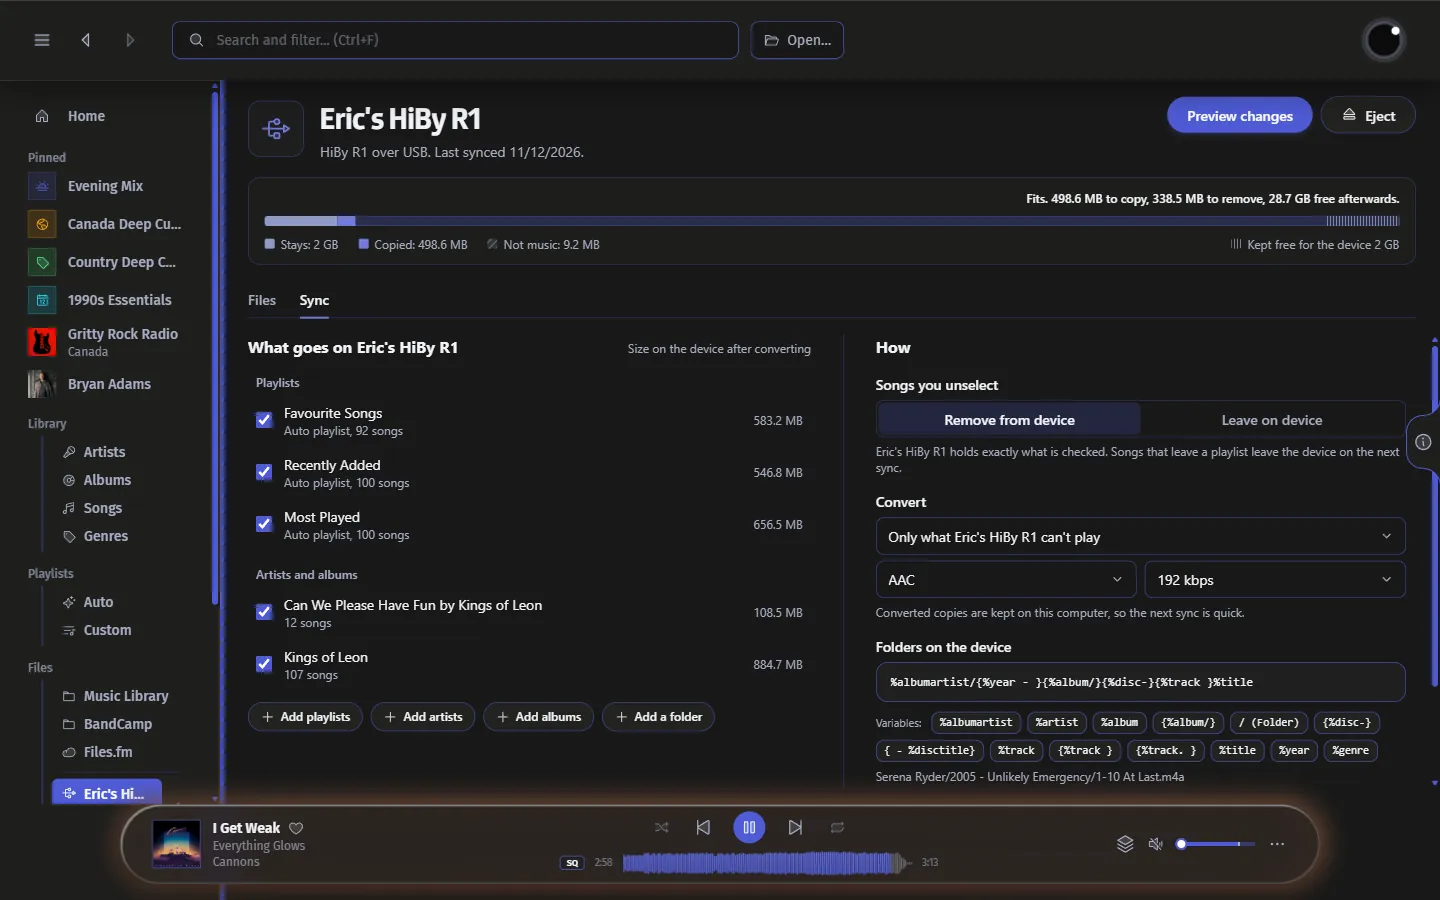 Search and filter... (Ctrl+F)
Open...
Home
Pinned
Evening Mix
Canada Deep Cu...
Country Deep C...
1990s Essentials
Gritty Rock Radio
Canada
Bryan Adams
Library
Artists
Albums
Songs
Genres
Playlists
Auto
Custom
Files
Music Library
BandCamp
Files.fm
Eric's Hi...
Eric's HiBy R1
HiBy R1 over USB. Last synced 11/12/2026.
Preview changes
Eject
Fits. 498.6 MB to copy, 338.5 MB to remove, 28.7 GB free afterwards.
Stays: 2 GB
Copied: 498.6 MB
Not music: 9.2 MB
Kept free for the device 2 GB
Files
Sync
What goes on Eric's HiBy R1
Size on the device after converting
Playlists
Favourite Songs
Auto playlist, 92 songs
583.2 MB
Recently Added
Auto playlist, 100 songs
546.8 MB
Most Played
Auto playlist, 100 songs
656.5 MB
Artists and albums
Can We Please Have Fun by Kings of Leon
12 songs
108.5 MB
Kings of Leon
107 songs
884.7 MB
+ Add playlists
+ Add artists
+ Add albums
+ Add a folder
How
Songs you unselect
Remove from device
Leave on device
Eric's HiBy R1 holds exactly what is checked. Songs that leave a playlist leave the device on the next
sync.
Convert
Only what Eric's HiBy R1 can't play
AAC
192 kbps
Converted copies are kept on this computer, so the next sync is quick.
Folders on the device
%albumartist/{%year - }{%album/}{%disc-}{%track }%title
Variables: %albumartist %artist %album {%album/} / (Folder) {%disc-}
{ - %disctitle} %track {%track } {%track. } %title %year %genre
Serena Ryder/2005 - Unlikely Emergency/1-10 At Last.m4a
I Get Weak
Everything Glows
Cannons
SQ
2:58
3:13